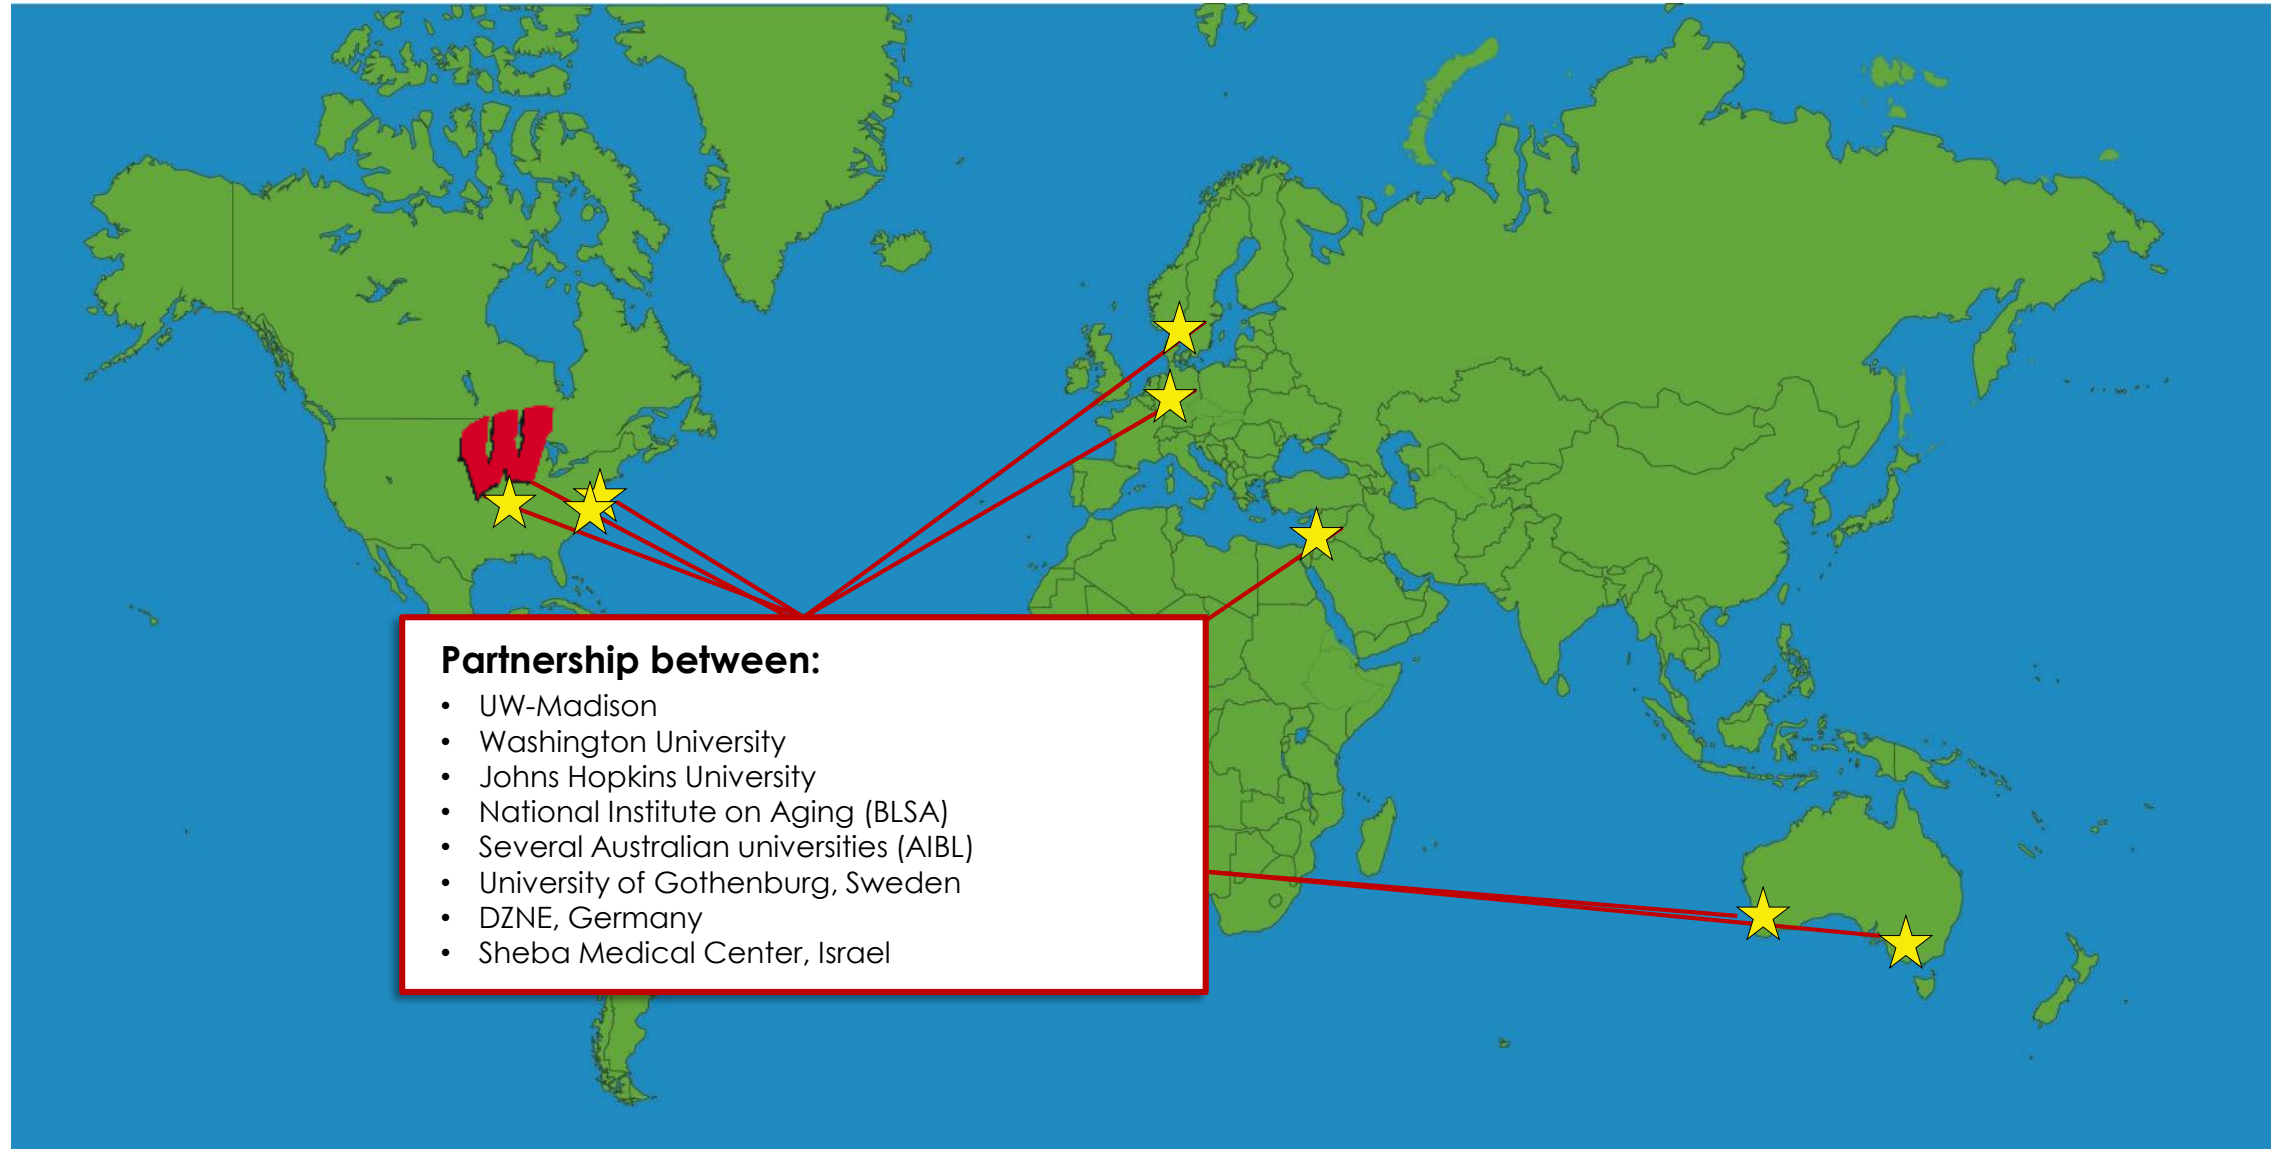 W
Partnership between:
• UW-Madison
• Washington University
• Johns Hopkins University
• National Institute on Aging (BLSA)
• Several Australian universities (AIBL)
• University of Gothenburg, Sweden
• DZNE, Germany
• Sheba Medical Center, Israel